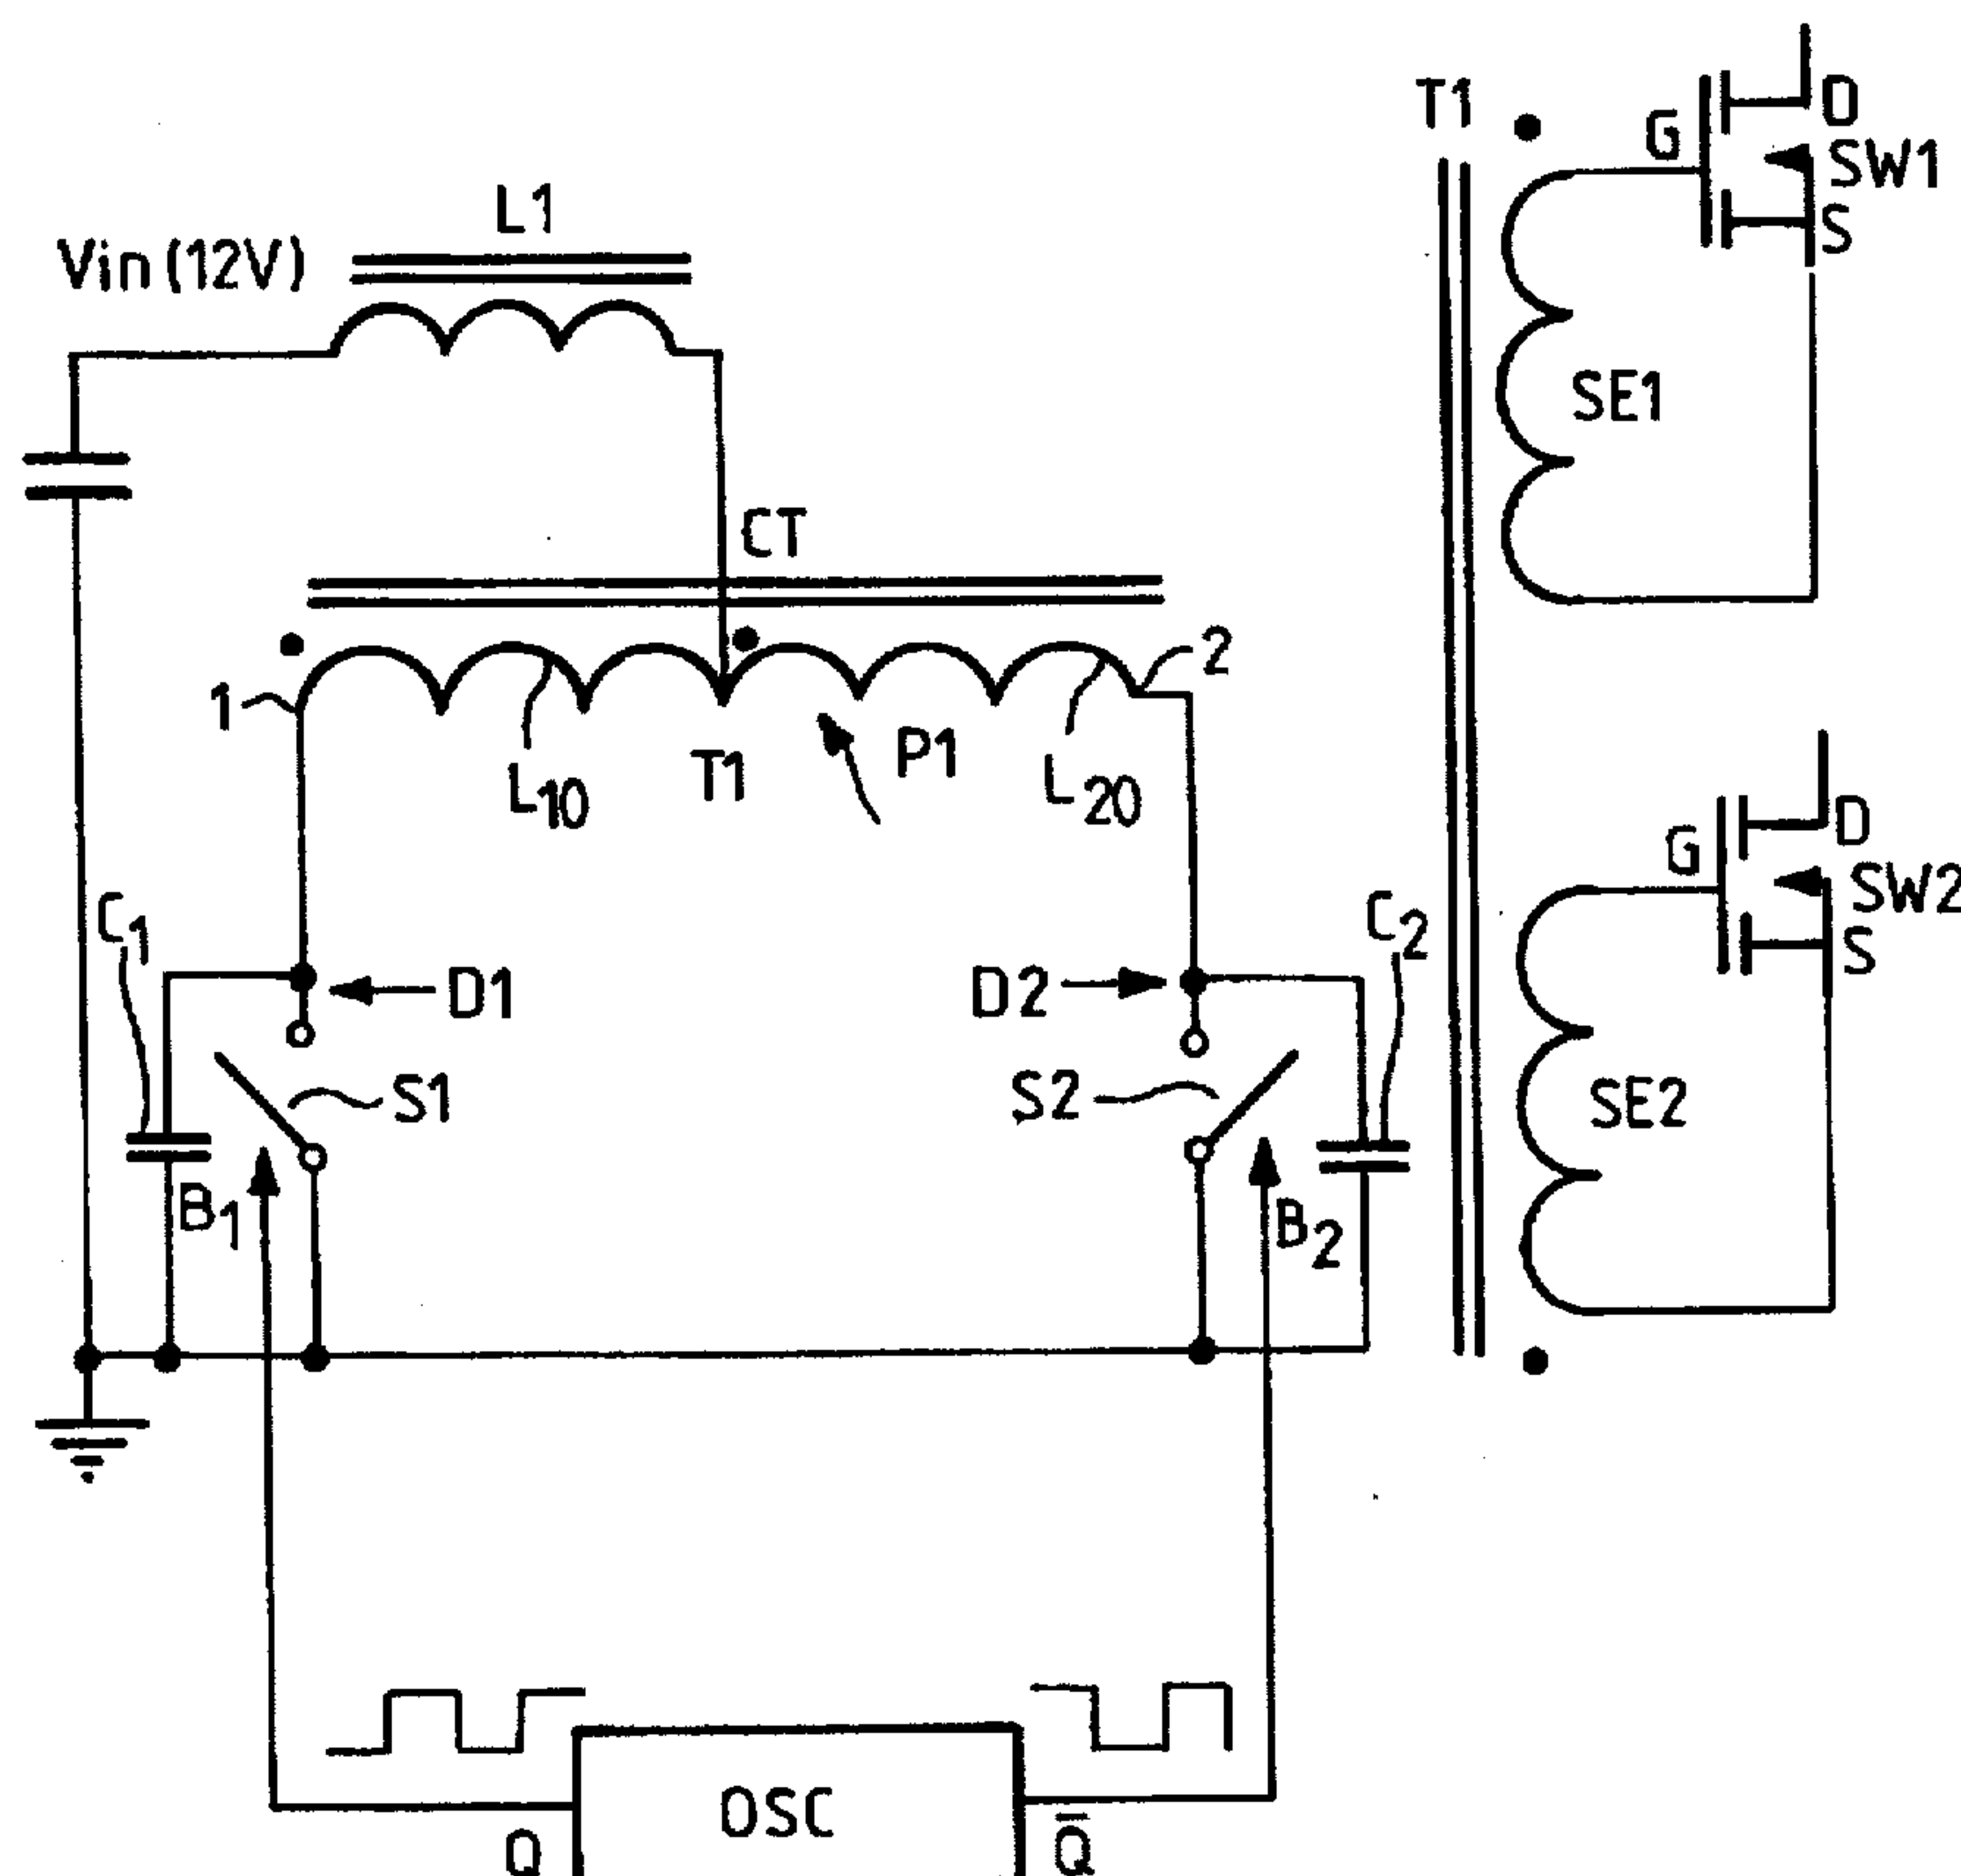 T1
G
D
SW1
S
L1
Vin (12V)
SE1
CT
1
2
L10
T1
P1
L20
G
D
SW2
S
C1
C2
D1
D2
S1
S2
SE2
B1
B2
OSC
Q
Q̅